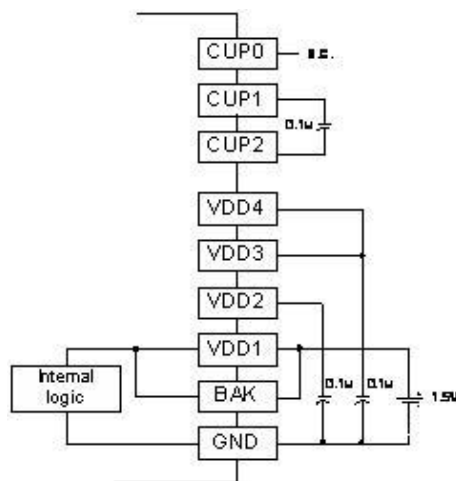 CUP0
N.C.
CUP1
0.1u
CUP2
VDD4
VDD3
VDD2
VDD1
Internal
logic
BAK
0.1u 0.1u
1.5V
GND